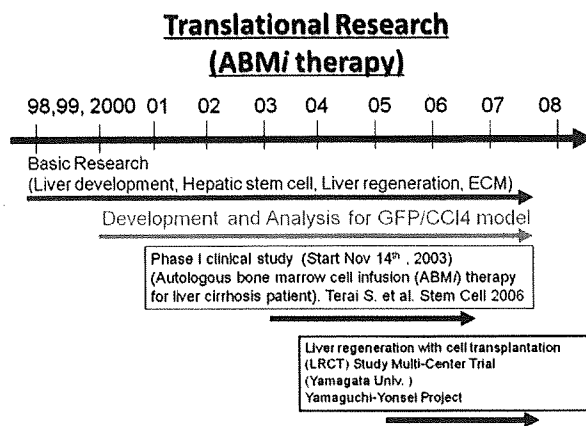 Translational Research
(ABMi therapy)
98,99, 2000 01 02 03 04 05 06 07 08
Basic Research
(Liver development, Hepatic stem cell, Liver regeneration, ECM)
Development and Analysis for GFP/CCl4 model
Phase I clinical study (Start Nov 14th , 2003)
(Autologous bone marrow cell infusion (ABMi) therapy
for liver cirrhosis patient). Terai S. et al. Stem Cell 2006
Liver regeneration with cell transplantation
(LRCT) Study Multi-Center Trial
(Yamagata Univ. )
Yamaguchi-Yonsei Project